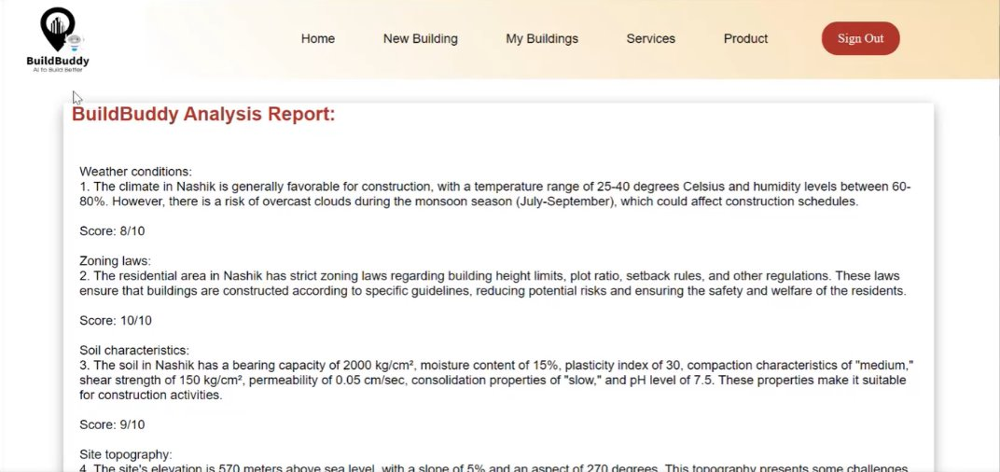 BuildBuddy
AI to Build Better
Home
New Building
My Buildings
Services
Product
Sign Out
BuildBuddy Analysis Report:
Weather conditions:
1. The climate in Nashik is generally favorable for construction, with a temperature range of 25-40 degrees Celsius and humidity levels between 60-
80%. However, there is a risk of overcast clouds during the monsoon season (July-September), which could affect construction schedules.
Score: 8/10
Zoning laws:
2. The residential area in Nashik has strict zoning laws regarding building height limits, plot ratio, setback rules, and other regulations. These laws
ensure that buildings are constructed according to specific guidelines, reducing potential risks and ensuring the safety and welfare of the residents.
Score: 10/10
Soil characteristics:
3. The soil in Nashik has a bearing capacity of 2000 kg/cm², moisture content of 15%, plasticity index of 30, compaction characteristics of "medium,"
shear strength of 150 kg/cm², permeability of 0.05 cm/sec, consolidation properties of "slow," and pH level of 7.5. These properties make it suitable
for construction activities.
Score: 9/10
Site topography:
4. The site's elevation is 570 meters above sea level, with a slope of 5% and an aspect of 270 degrees. This topography presents some challenges